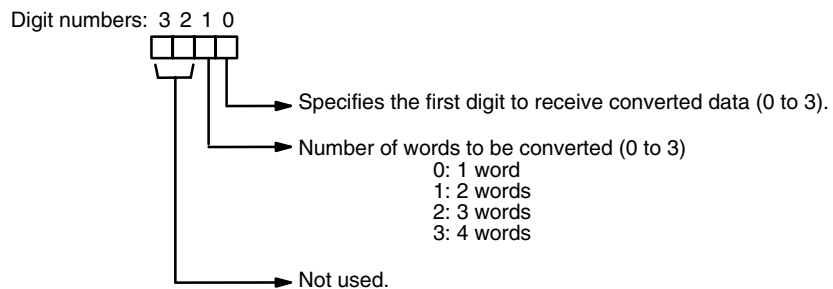 Digit numbers: 3 2 1 0
Specifies the first digit to receive converted data (0 to 3).
Number of words to be converted (0 to 3)
0: 1 word
1: 2 words
2: 3 words
3: 4 words
Not used.